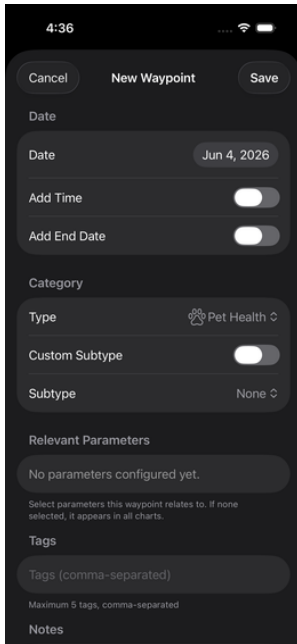 4:36
Cancel New Waypoint Save
Date
Date Jun 4, 2026
Add Time
Add End Date
Category
Type Pet Health
Custom Subtype
Subtype None
Relevant Parameters
No parameters configured yet.
Select parameters this waypoint relates to. If none
selected, it appears in all charts.
Tags
Tags (comma-separated)
Maximum 5 tags, comma-separated
Notes